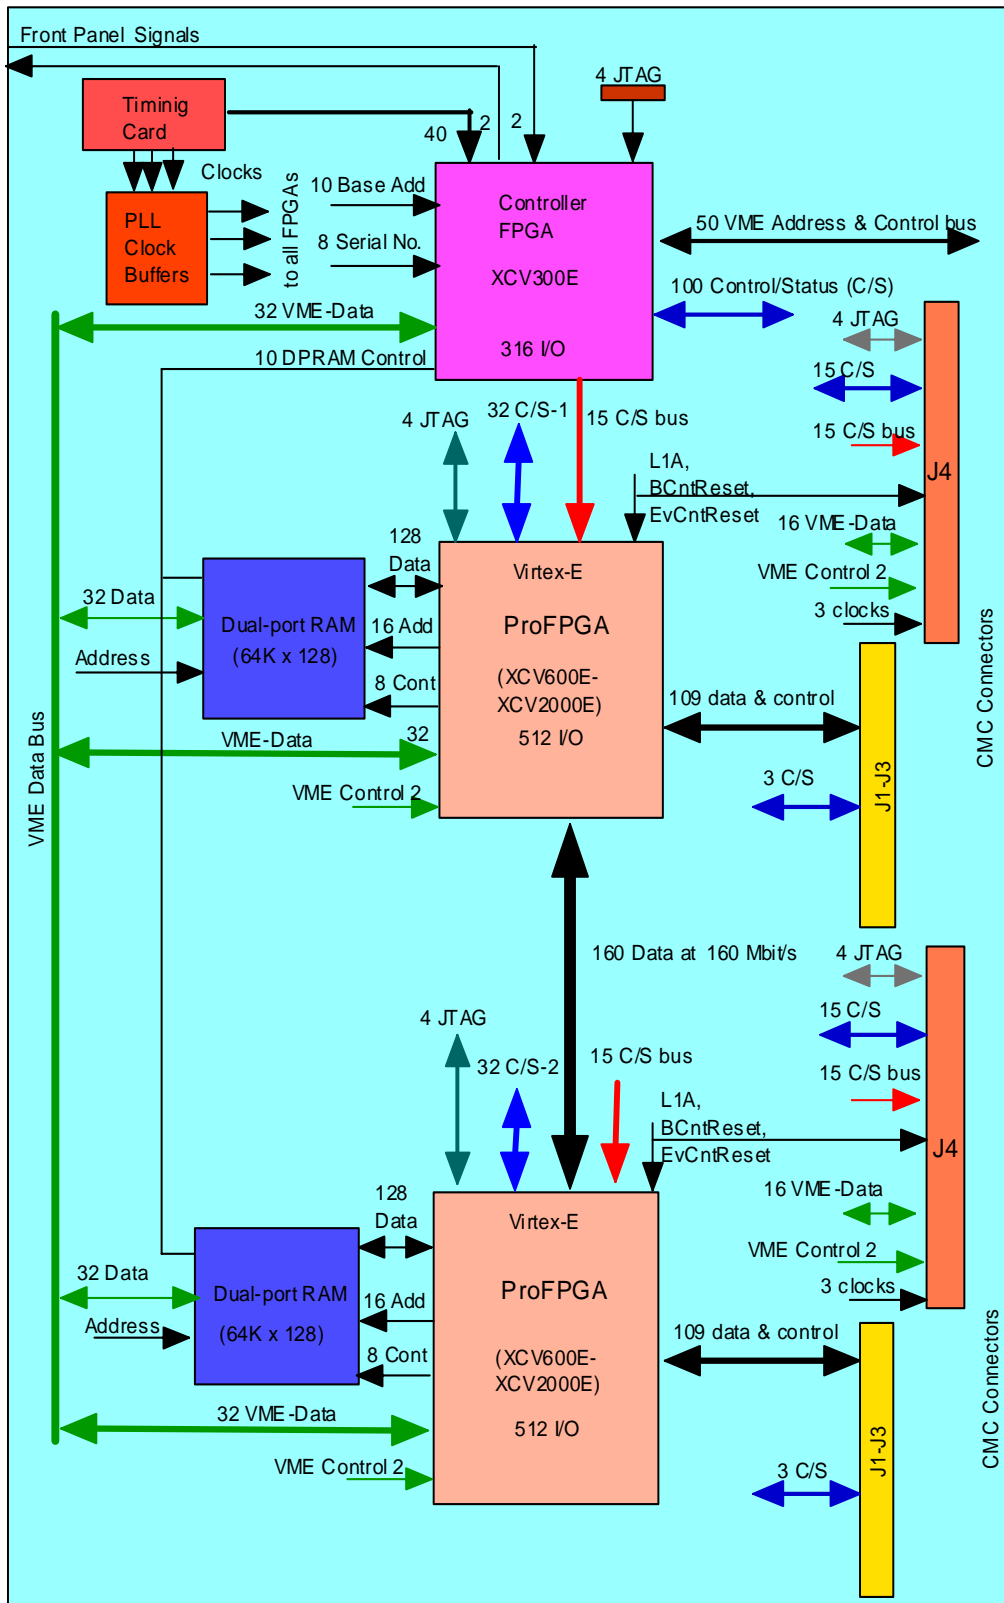 Front Panel Signals
4 JTAG
Timinig
Card
40
2
2
Clocks
PLL
Clock
Buffers
to all FPGAs
10 Base Add
8 Serial No.
Controller
FPGA
XCV300E
316 I/O
50 VME Address & Control bus
100 Control/Status (C/S)
32 VME-Data
10 DPRAM Control
4 JTAG
15 C/S
15 C/S bus
J4
16 VME-Data
VME Control 2
3 clocks
CMC Connectors
4 JTAG
32 C/S-1
15 C/S bus
L1A,
BCntReset,
EvCntReset
128
Data
Virtex-E
ProFPGA
(XCV600E-
XCV2000E)
512 I/O
32 Data
Dual-port RAM
(64K x 128)
16 Add
Address
8 Cont
VME-Data
32
VME Control 2
VME Data Bus
109 data & control
3 C/S
J1-J3
160 Data at 160 Mbit/s
4 JTAG
15 C/S
15 C/S bus
J4
16 VME-Data
VME Control 2
3 clocks
CMC Connectors
4 JTAG
32 C/S-2
15 C/S bus
L1A,
BCntReset,
EvCntReset
128
Data
Virtex-E
ProFPGA
(XCV600E-
XCV2000E)
512 I/O
32 Data
Dual-port RAM
(64K x 128)
16 Add
Address
8 Cont
32 VME-Data
VME Control 2
109 data & control
3 C/S
J1-J3